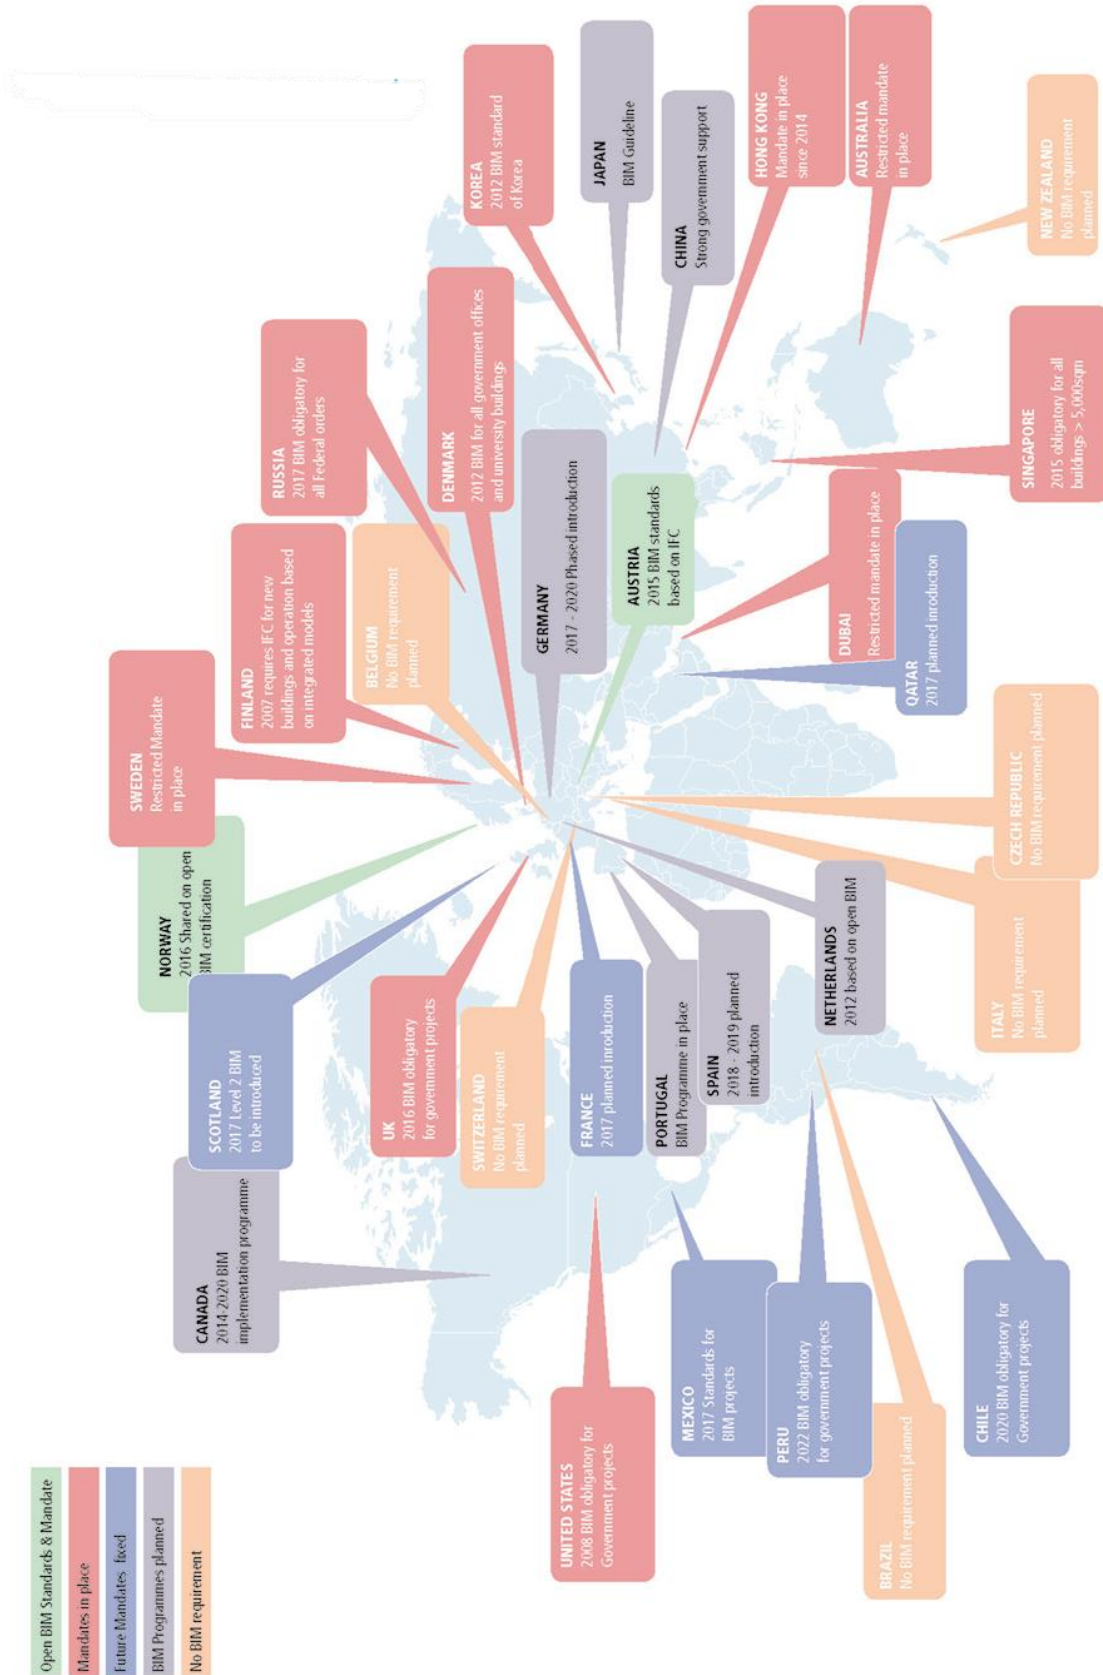 Open BIM Standards & Mandate
Mandates in place
Future Mandates fixed
BIM Programmes planned
No BIM requirement
CANADA
2014-2020 BIM
implementation programme
SCOTLAND
2017 Level 2 BIM
to be introduced
NORWAY
2016 Shared on open
BIM certification
SWEDEN
Restricted Mandate
in place
FINLAND
2007 requires IFC for new
buildings and operation based
on integrated models
RUSSIA
2017 BIM obligatory for
all Federal orders
UK
2016 BIM obligatory
for government projects
BELGIUM
No BIM requirement
planned
DENMARK
2012 BIM for all government offices
and university buildings
KOREA
2012 BIM standard
of Korea
SWITZERLAND
No BIM requirement
planned
GERMANY
2017 - 2020 Phased introduction
JAPAN
BIM Guideline
UNITED STATES
2008 BIM obligatory for
Government projects
FRANCE
2017 planned inroduction
AUSTRIA
2015 BIM standards
based on IFC
CHINA
Strong government support
PORTUGAL
BIM Programme in place
SPAIN
2018 - 2019 planned
introduction
HONG KONG
Mandate in place
since 2014
MEXICO
2017 Standards for
BIM projects
NETHERLANDS
2012 based on open BIM
DUBAI
Restricted mandate in place
AUSTRALIA
Restricted mandate
in place
PERU
2022 BIM obligatory
for government projects
QATAR
2017 planned inroduction
BRAZIL
No BIM requirement planned
ITALY
No BIM requirement
planned
CZECH REPUBLIC
No BIM requirement planned
SINGAPORE
2015 obligatory for all
buildings > 5,000sqm
NEW ZEALAND
No BIM requirement
planned
CHILE
2020 BIM obligatory for
Government projects